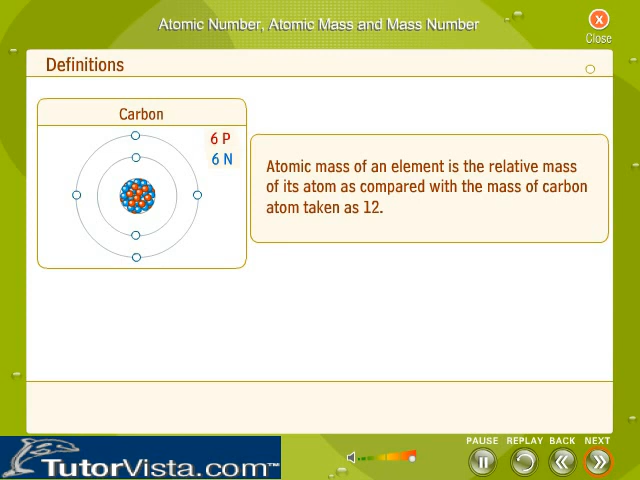 Atomic Number, Atomic Mass and Mass Number
x
Close
Definitions
Carbon
6 P
6 N
Atomic mass of an element is the relative mass
of its atom as compared with the mass of carbon
atom taken as 12.
PAUSE REPLAY BACK NEXT
TutorVista.com™